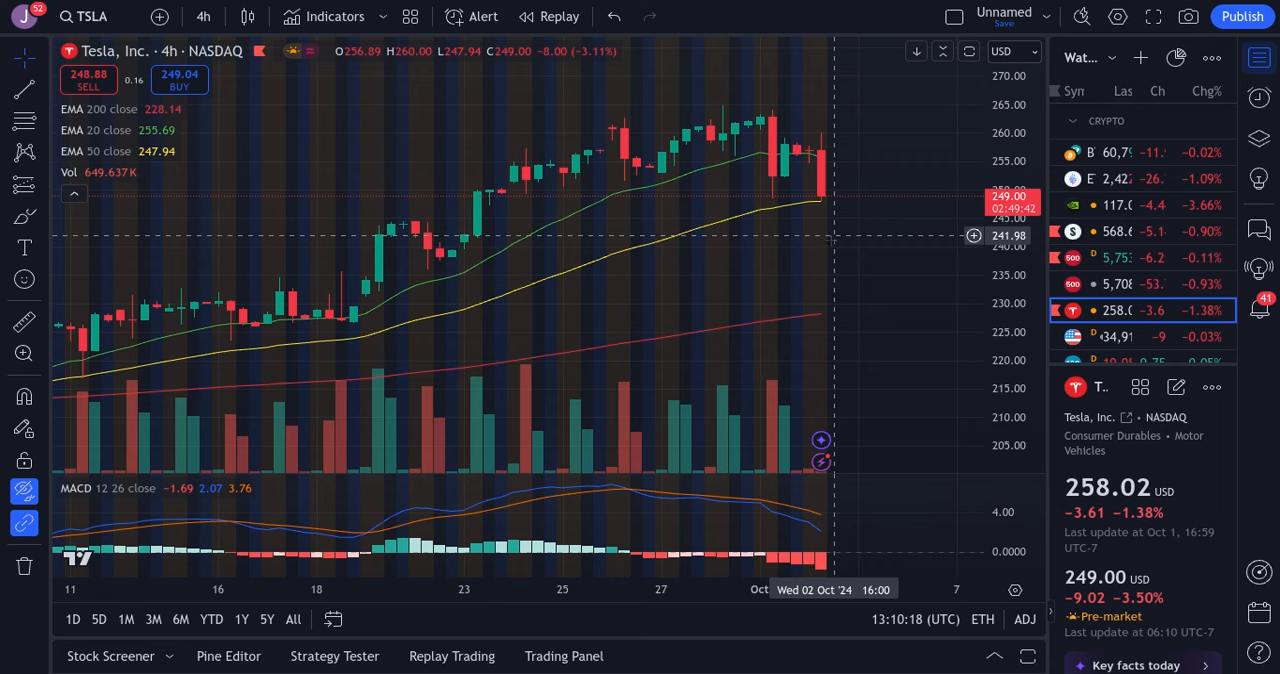 J 52 TSLA 4h Indicators Alert Replay Unnamed Save Publish
Tesla, Inc. · 4h · NASDAQ O256.89 H260.00 L247.94 C249.00 −8.00 (−3.11%) USD
248.88 SELL 0.16 249.04 BUY
EMA 200 close 228.14
EMA 20 close 255.69
EMA 50 close 247.94
Vol 649.637 K
270.00
265.00
260.00
255.00
249.00
02:49:42
245.00
241.98
240.00
235.00
230.00
225.00
220.00
215.00
210.00
205.00
MACD 12 26 close −1.69 2.07 3.76
4.00
0.0000
11 16 18 23 25 27 Oct Wed 02 Oct '24 16:00 7
1D 5D 1M 3M 6M YTD 1Y 5Y All 13:10:18 (UTC) ETH ADJ
Stock Screener Pine Editor Strategy Tester Replay Trading Trading Panel
Wat...
Syn Las Ch Chg%
CRYPTO
B 60,79 −11. −0.02%
E 2,422 −26. −1.09%
117.0 −4.4 −3.66%
568.6 −5.1 −0.90%
500 D 5,753 −6.2 −0.11%
500 5,708 −53. −0.93%
258.0 −3.6 −1.38%
D 34,91 −9 −0.03%
41
T..
Tesla, Inc. • NASDAQ
Consumer Durables • Motor
Vehicles
258.02 USD
−3.61 −1.38%
Last update at Oct 1, 16:59
UTC-7
249.00 USD
−9.02 −3.50%
Pre-market
Last update at 06:10 UTC-7
Key facts today